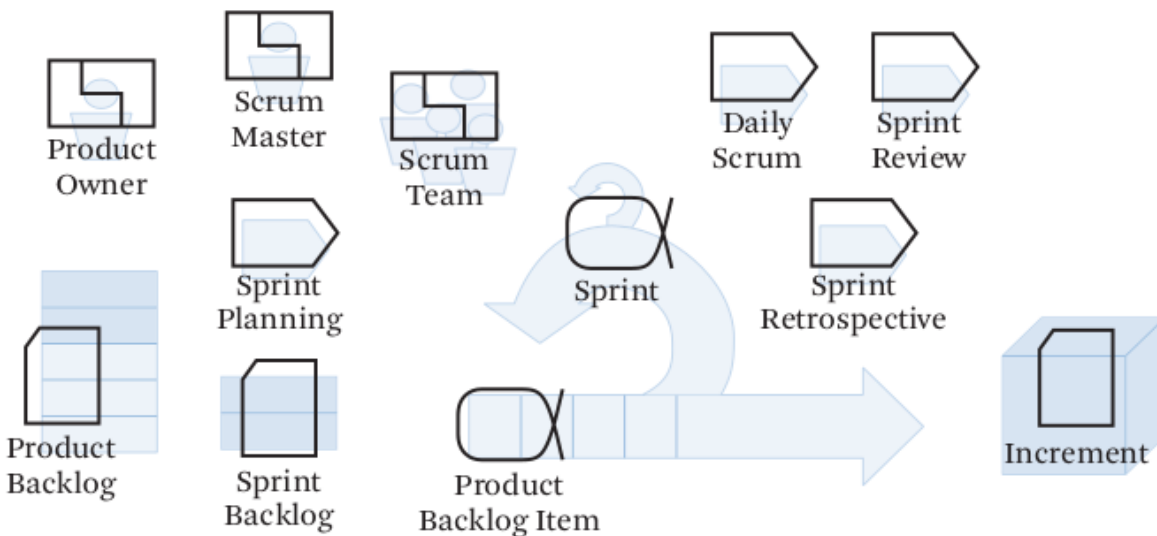 Product
Owner
Scrum
Master
Scrum
Team
Daily
Scrum
Sprint
Review
Sprint
Planning
Sprint
Sprint
Retrospective
Product
Backlog
Sprint
Backlog
Product
Backlog Item
Increment